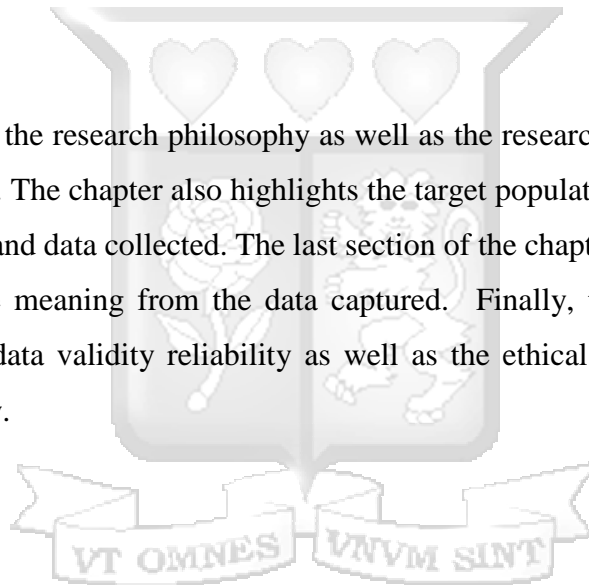 the research philosophy as well as the researc
. The chapter also highlights the target populat
and data collected. The last section of the chapt
meaning from the data captured. Finally,
data validity reliability as well as the ethical
VT OMNES VNVM SINT